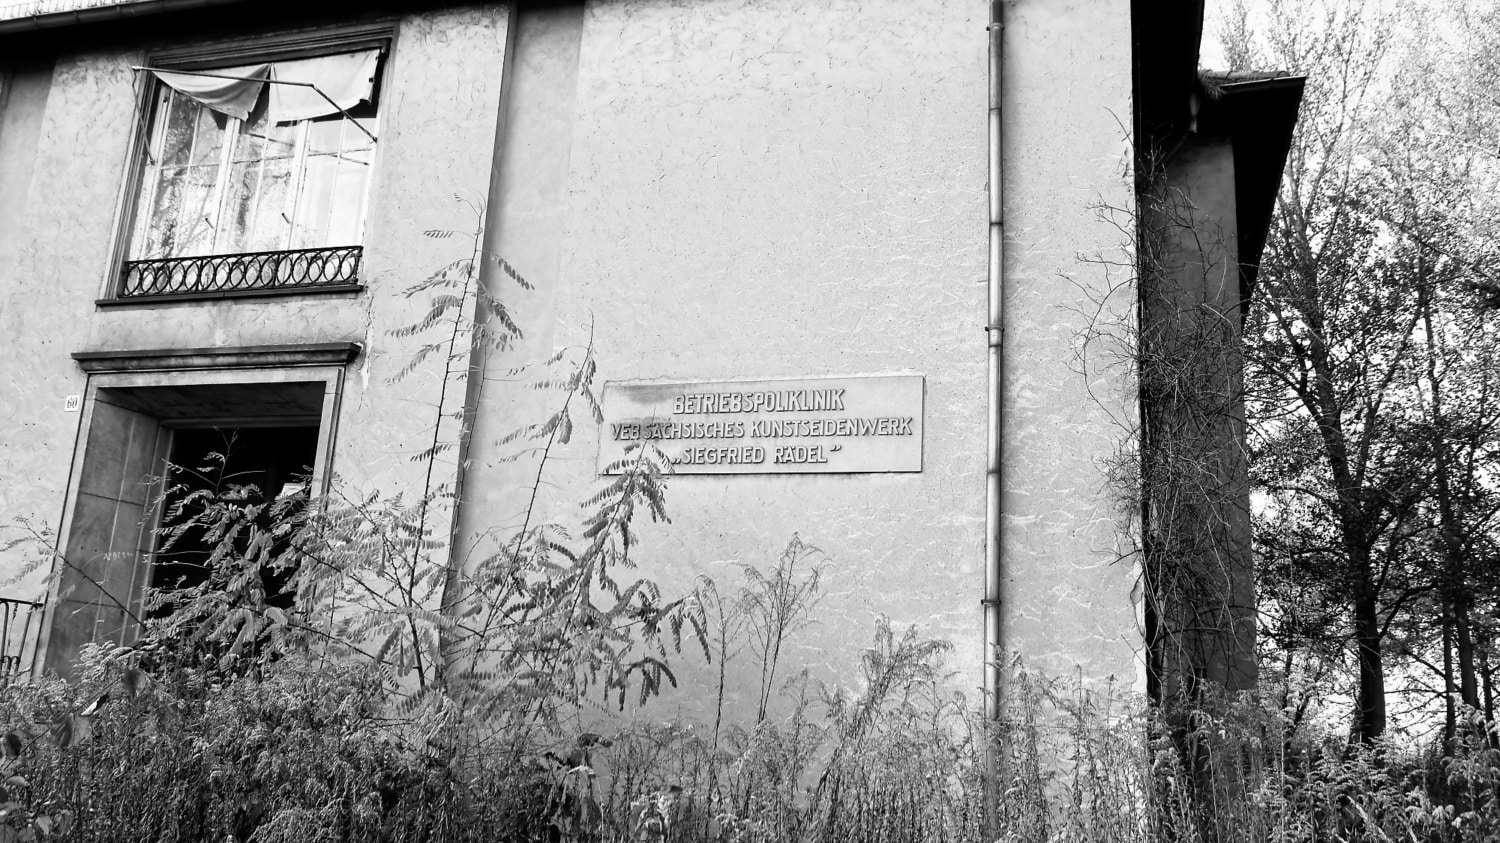 60
BETRIEBSPOLIKLINIK
VEB SÄCHSISCHES KUNSTSEIDENWERK
„SIEGFRIED RÄDEL"